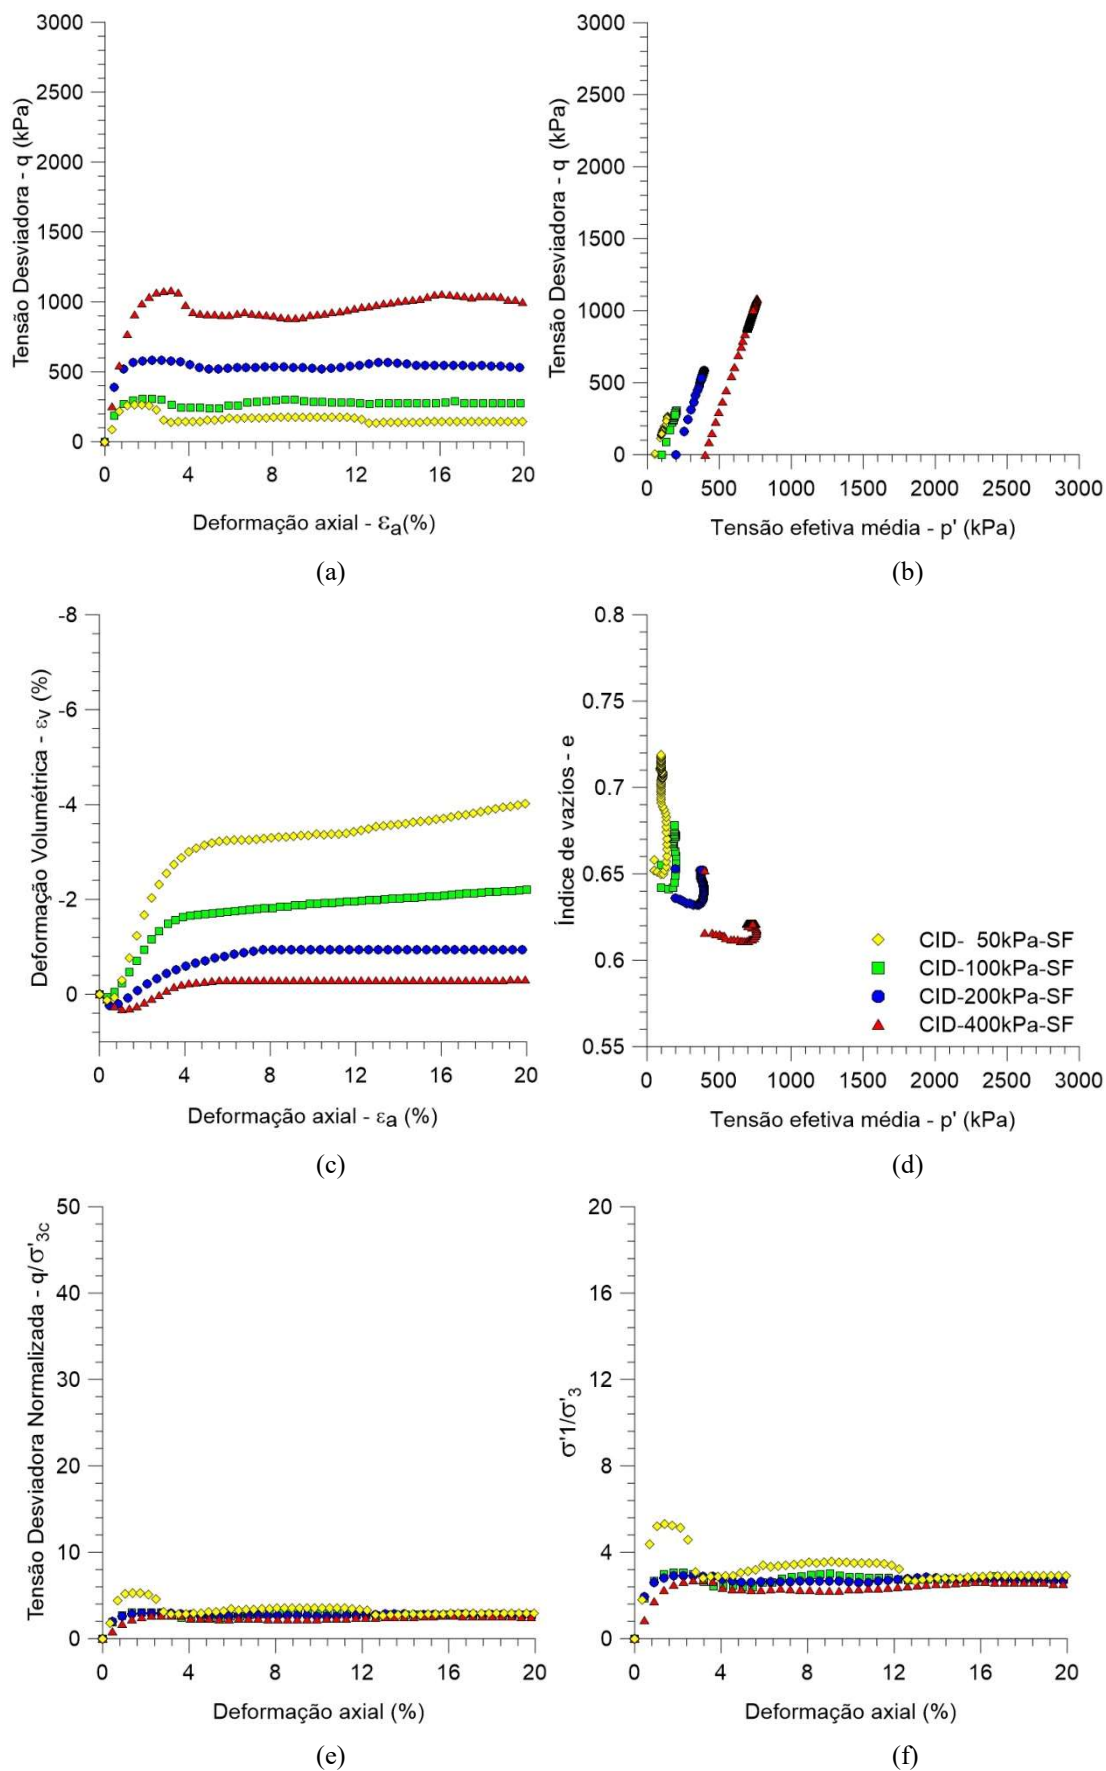 3000
2500
2000
1500
1000
500
0
Tensão Desviadora - q (kPa)
0 4 8 12 16 20
Deformação axial - εa(%)
(a)
3000
2500
2000
1500
1000
500
0
Tensão Desviadora - q (kPa)
0 500 1000 1500 2000 2500 3000
Tensão efetiva média - p' (kPa)
(b)
-8
-6
-4
-2
0
Deformação Volumétrica - εv (%)
0 4 8 12 16 20
Deformação axial - εa (%)
(c)
0.8
0.75
0.7
0.65
0.6
0.55
Índice de vazíos - e
CID- 50kPa-SF
CID-100kPa-SF
CID-200kPa-SF
CID-400kPa-SF
0 500 1000 1500 2000 2500 3000
Tensão efetiva média - p' (kPa)
(d)
50
40
30
20
10
0
Tensão Desviadora Normalizada - q/σ'3c
0 4 8 12 16 20
Deformação axial (%)
(e)
20
16
12
8
4
0
σ'1/σ'3
0 4 8 12 16 20
Deformação axial (%)
(f)